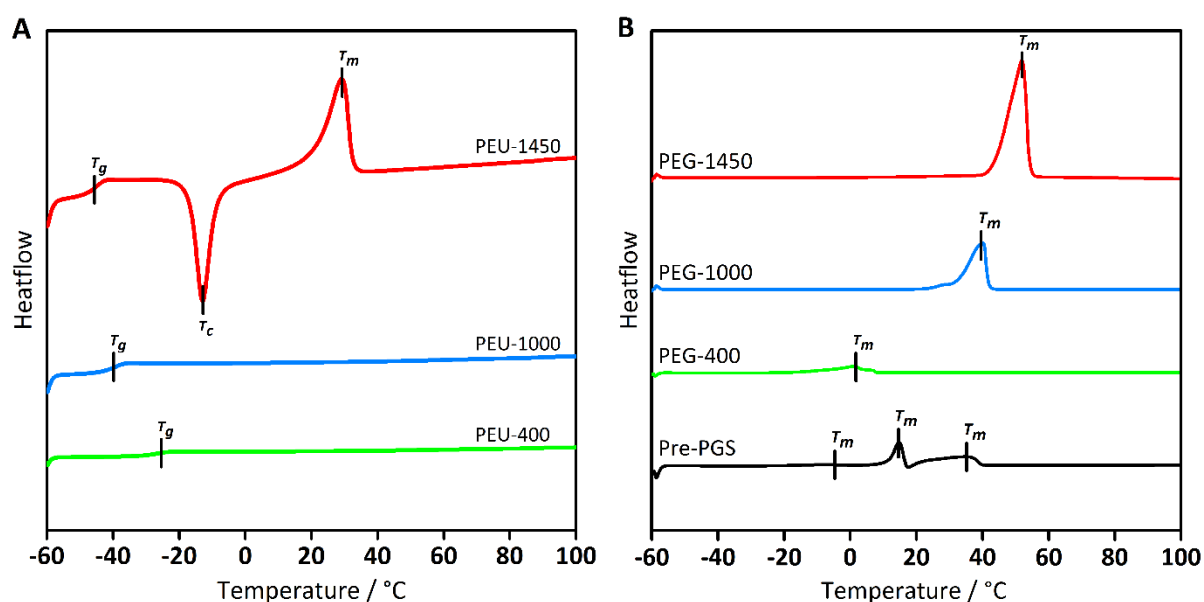 A
B
Tm
Tm
PEU-1450
PEG-1450
Tg
Tm
PEG-1000
Tc
Tg
Tm
PEU-1000
PEG-400
Tg
Tm
Tm
Tm
PEU-400
Pre-PGS
Heatflow
Heatflow
-60 -40 -20 0 20 40 60 80 100
-60 -40 -20 0 20 40 60 80 100
Temperature / °C
Temperature / °C